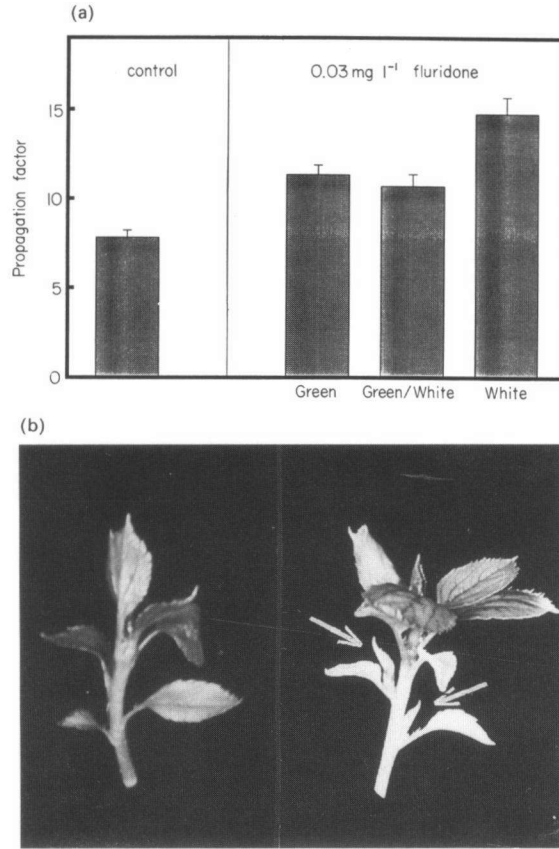 (a)
control
0.03 mg l⁻¹ fluridone
Propagation factor
15
10
5
0
Green Green/White White
(b)